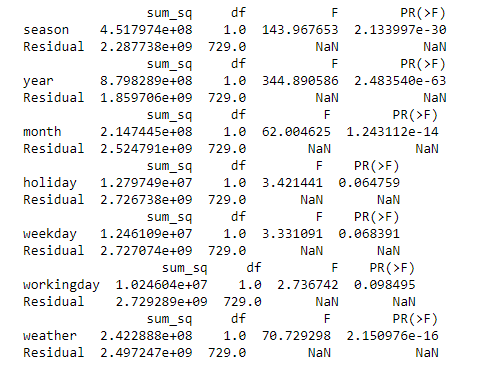 sum_sq df F PR(>F)
season 4.517974e+08 1.0 143.967653 2.133997e-30
Residual 2.287738e+09 729.0 NaN NaN
sum_sq df F PR(>F)
year 8.798289e+08 1.0 344.890586 2.483540e-63
Residual 1.859706e+09 729.0 NaN NaN
sum_sq df F PR(>F)
month 2.147445e+08 1.0 62.004625 1.243112e-14
Residual 2.524791e+09 729.0 NaN NaN
sum_sq df F PR(>F)
holiday 1.279749e+07 1.0 3.421441 0.064759
Residual 2.726738e+09 729.0 NaN NaN
sum_sq df F PR(>F)
weekday 1.246109e+07 1.0 3.331091 0.068391
Residual 2.727074e+09 729.0 NaN NaN
sum_sq df F PR(>F)
workingday 1.024604e+07 1.0 2.736742 0.098495
Residual 2.729289e+09 729.0 NaN NaN
sum_sq df F PR(>F)
weather 2.422888e+08 1.0 70.729298 2.150976e-16
Residual 2.497247e+09 729.0 NaN NaN